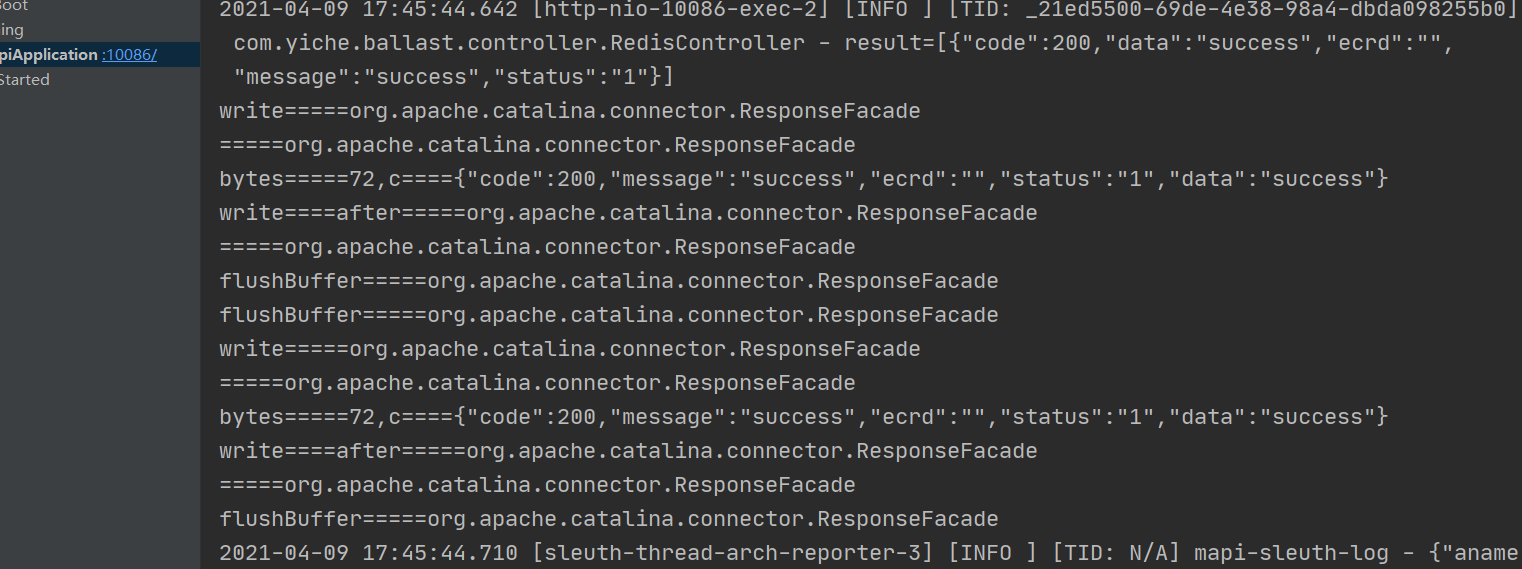 oot
ing
piApplication :10086/
Started
2021-04-09 17:45:44.642 [http-nio-10086-exec-2] [INFO ] [TID: _21ed5500-69de-4e38-98a4-dbda098255b0]
com.yiche.ballast.controller.RedisController - result=[{"code":200,"data":"success","ecrd":"",
"message":"success","status":"1"}]
write=====org.apache.catalina.connector.ResponseFacade
=====org.apache.catalina.connector.ResponseFacade
bytes=====72,c===={"code":200,"message":"success","ecrd":"","status":"1","data":"success"}
write====after=====org.apache.catalina.connector.ResponseFacade
=====org.apache.catalina.connector.ResponseFacade
flushBuffer=====org.apache.catalina.connector.ResponseFacade
flushBuffer=====org.apache.catalina.connector.ResponseFacade
write=====org.apache.catalina.connector.ResponseFacade
=====org.apache.catalina.connector.ResponseFacade
bytes=====72,c===={"code":200,"message":"success","ecrd":"","status":"1","data":"success"}
write====after=====org.apache.catalina.connector.ResponseFacade
=====org.apache.catalina.connector.ResponseFacade
flushBuffer=====org.apache.catalina.connector.ResponseFacade
2021-04-09 17:45:44.710 [sleuth-thread-arch-reporter-3] [INFO ] [TID: N/A] mapi-sleuth-log - {"aname